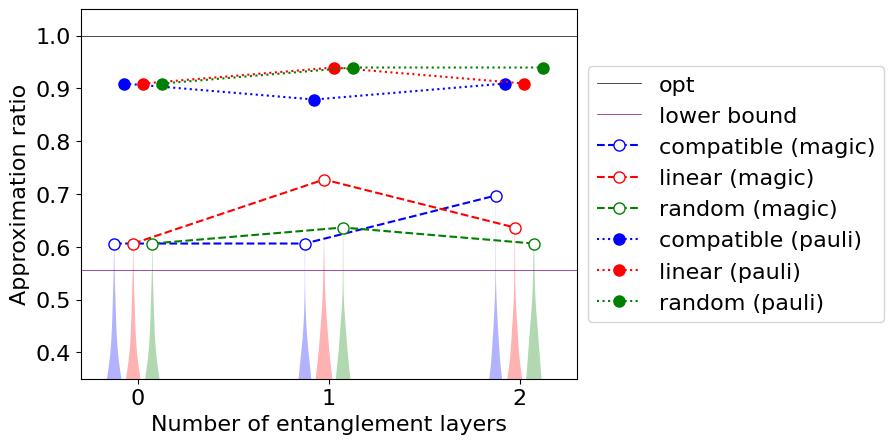 1.0
0.9
0.8
0.7
0.6
0.5
0.4
Approximation ratio
0 1 2
Number of entanglement layers
opt
lower bound
compatible (magic)
linear (magic)
random (magic)
compatible (pauli)
linear (pauli)
random (pauli)